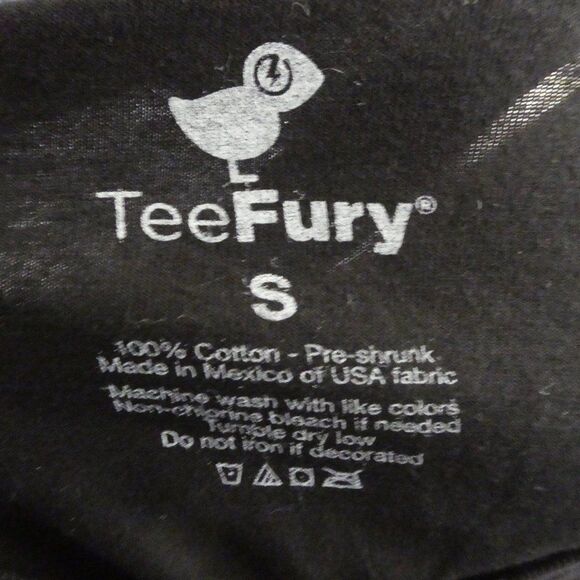 TeeFury®
S
100% Cotton - Pre-shrunk
Made in Mexico of USA fabric
Machine wash with like colors
Non-chlorine bleach if needed
Tumble dry low
Do not iron if decorated